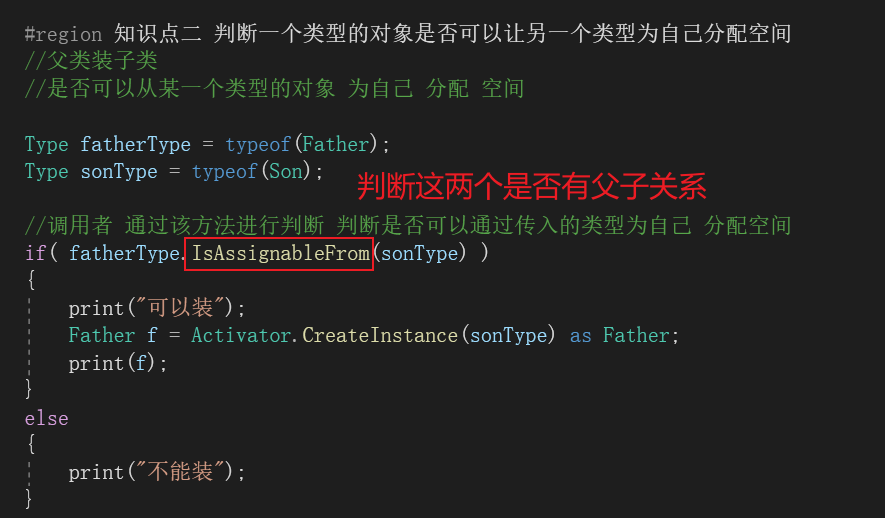 #region 知识点二 判断一个类型的对象是否可以让另一个类型为自己分配空间
//父类装子类
//是否可以从某一个类型的对象 为自己 分配 空间
Type fatherType = typeof(Father);
Type sonType = typeof(Son);
判断这两个是否有父子关系
//调用者 通过该方法进行判断 判断是否可以通过传入的类型为自己 分配空间
if( fatherType.IsAssignableFrom(sonType) )
{
print("可以装");
Father f = Activator.CreateInstance(sonType) as Father;
print(f);
}
else
{
print("不能装");
}